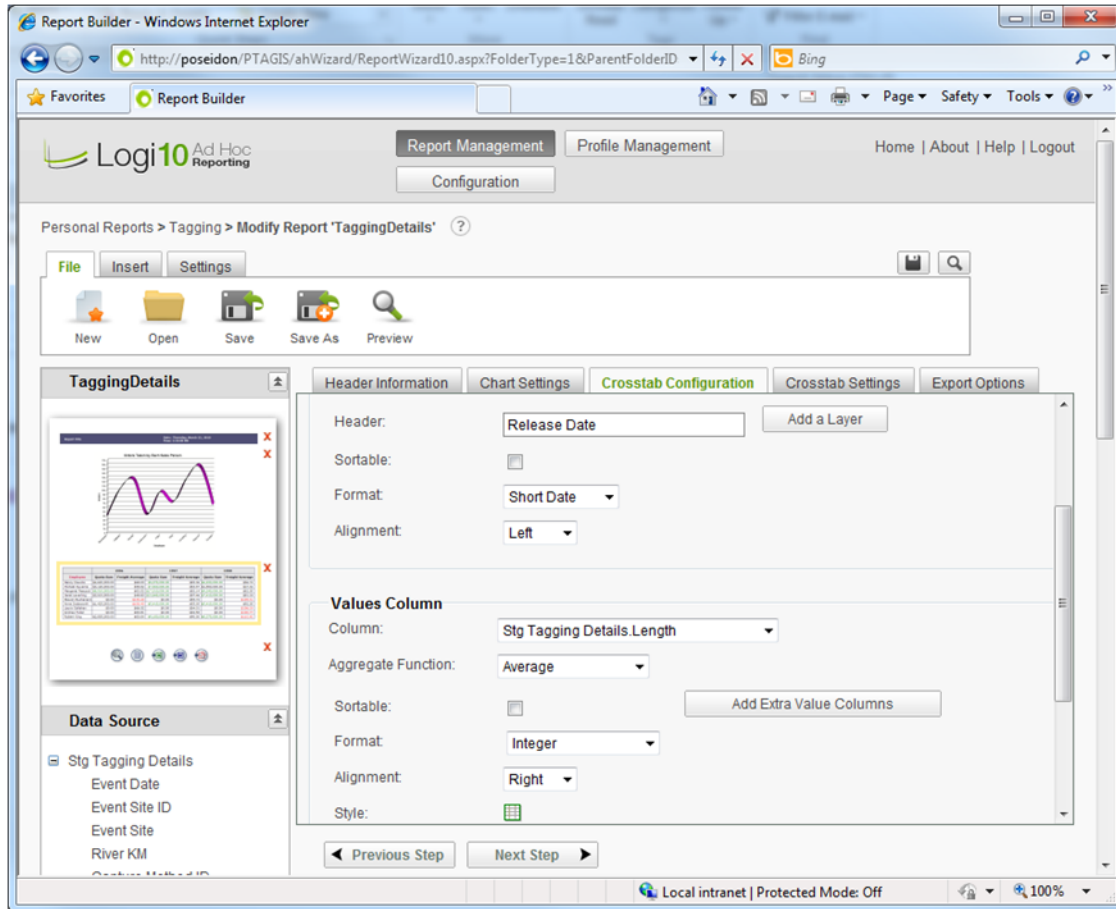 Report Builder - Windows Internet Explorer
http://poseidon/PTAGIS/ahWizard/ReportWizard10.aspx?FolderType=1&ParentFolderID
Bing
Favorites Report Builder Page Safety Tools »
Logi10 Ad Hoc Reporting
Report Management Profile Management Home | About | Help | Logout
Configuration
Personal Reports > Tagging > Modify Report 'TaggingDetails' ?
File Insert Settings
New Open Save Save As Preview
TaggingDetails
Header Information Chart Settings Crosstab Configuration Crosstab Settings Export Options
Header: Release Date Add a Layer
Sortable:
Format: Short Date
Alignment: Left
Values Column
Column: Stg Tagging Details.Length
Aggregate Function: Average
Sortable: Add Extra Value Columns
Format: Integer
Alignment: Right
Style:
Data Source
Stg Tagging Details
Event Date
Event Site ID
Event Site
River KM
Capture Method ID
Previous Step Next Step
Local intranet | Protected Mode: Off 100%